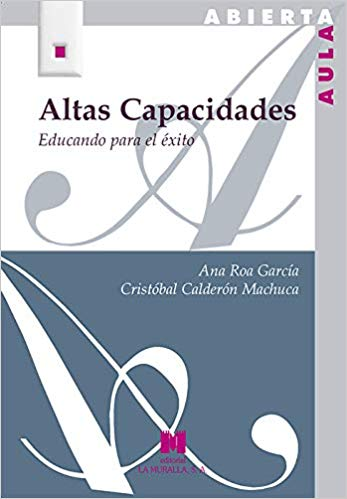 ABIERTA
AULA
Altas Capacidades
Educando para el éxito
Ana Roa García
Cristóbal Calderón Machuca
editorial
LA MURALLA, S.A.